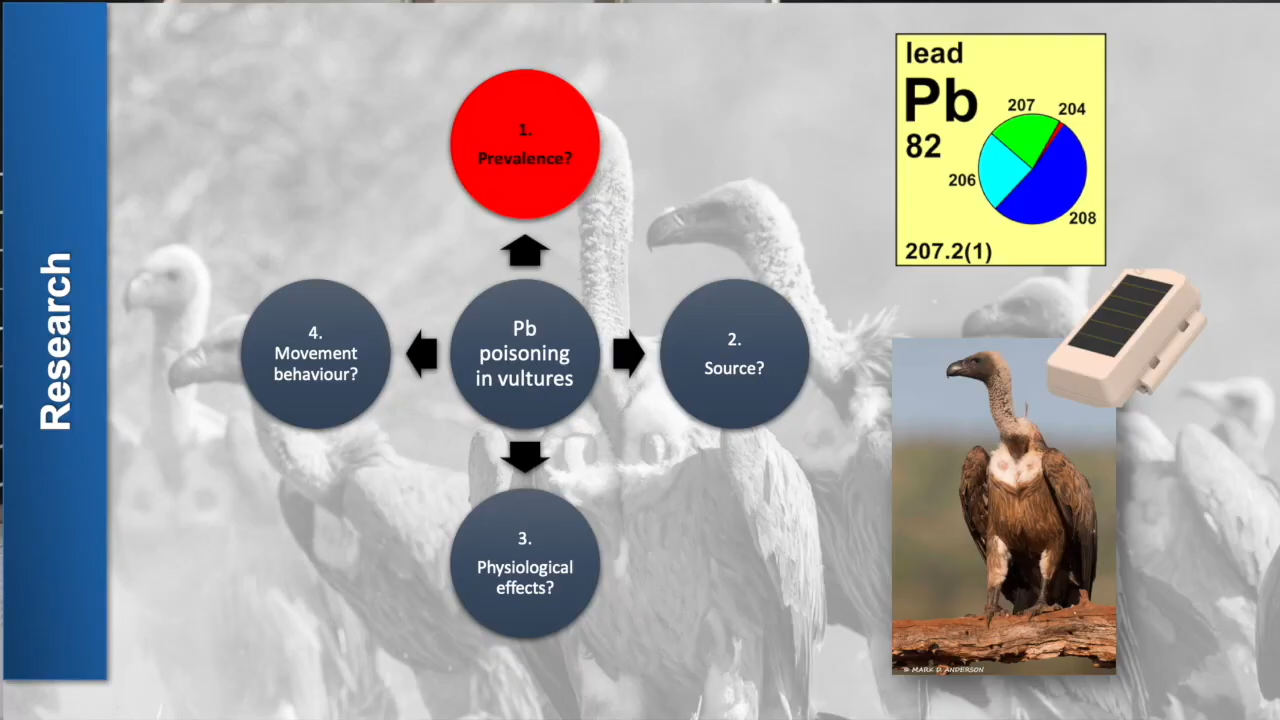 Research
1.
Prevalence?
4.
Movement
behaviour?
Pb
poisoning
in vultures
2.
Source?
3.
Physiological
effects?
lead
Pb
82
207
204
206
208
207.2(1)
© MARK D. ANDERSON